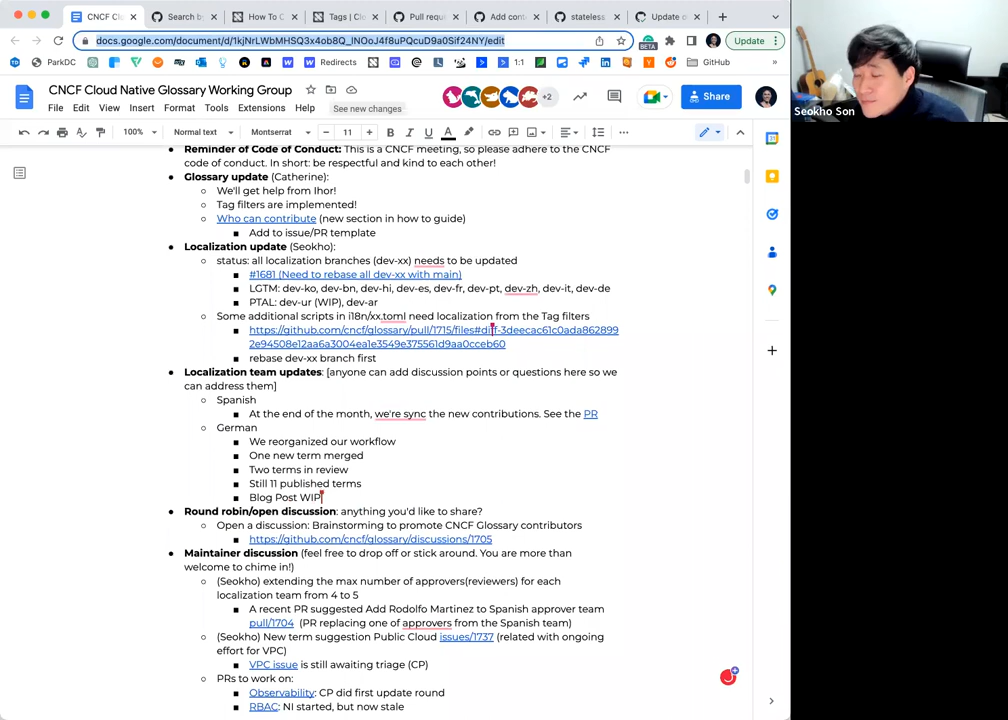 CNCF Cl
Search b
How To C
Tags | Clo
Pull requ
Add cont
stateless
Update p
docs.google.com/document/d/1kjNrLWbMHSQ3x4ob8Q_lNOoJ4f8uPQcuD9a0Sif24NY/edit
BETA
Update
ParkDC
Redirects
1:1
GitHub
CNCF Cloud Native Glossary Working Group
File Edit View Insert Format Tools Extensions Help
See new changes
+2
Share
Seokho Son
100%
Normal text
Montserrat
11
Reminder of Code of Conduct: This is a CNCF meeting, so please adhere to the CNCF
code of conduct. In short: be respectful and kind to each other!
Glossary update (Catherine):
We'll get help from Ihor!
Tag filters are implemented!
Who can contribute (new section in how to guide)
Add to issue/PR template
Localization update (Seokho):
status: all localization branches (dev-xx) needs to be updated
#1681 (Need to rebase all dev-xx with main)
LGTM: dev-ko, dev-bn, dev-hi, dev-es, dev-fr, dev-pt, dev-zh, dev-it, dev-de
PTAL: dev-ur (WIP), dev-ar
Some additional scripts in i18n/xx.toml need localization from the Tag filters
https://github.com/cncf/glossary/pull/1715/files#diff-3deecac61c0ada862899
2e94508e12aa6a3004ea1e3549e375561d9aa0cceb60
rebase dev-xx branch first
Localization team updates: [anyone can add discussion points or questions here so we
can address them]
Spanish
At the end of the month, we're sync the new contributions. See the PR
German
We reorganized our workflow
One new term merged
Two terms in review
Still 11 published terms
Blog Post WIP
Round robin/open discussion: anything you'd like to share?
Open a discussion: Brainstorming to promote CNCF Glossary contributors
https://github.com/cncf/glossary/discussions/1705
Maintainer discussion (feel free to drop off or stick around. You are more than
welcome to chime in!)
(Seokho) extending the max number of approvers(reviewers) for each
localization team from 4 to 5
A recent PR suggested Add Rodolfo Martinez to Spanish approver team
pull/1704 (PR replacing one of approvers from the Spanish team)
(Seokho) New term suggestion Public Cloud issues/1737 (related with ongoing
effort for VPC)
VPC issue is still awaiting triage (CP)
PRs to work on:
Observability: CP did first update round
RBAC: NI started, but now stale